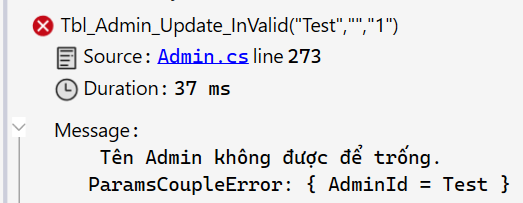 Tbl_Admin_Update_InValid("Test","","1")
Source: Admin.cs line 273
Duration: 37 ms
Message:
Tên Admin không được để trống.
ParamsCoupleError: { AdminId = Test }